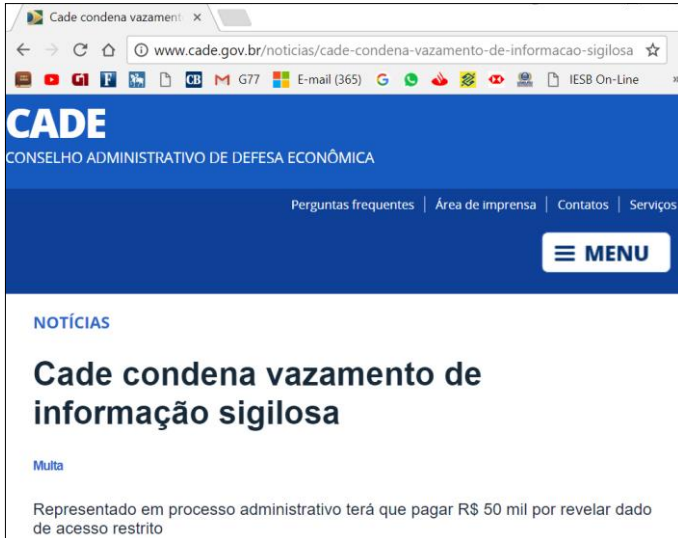 Cade condena vazament
www.cade.gov.br/noticias/cade-condena-vazamento-de-informacao-sigilosa
G1 F CB M G77 E-mail (365) G IESB On-Line »
CADE
CONSELHO ADMINISTRATIVO DE DEFESA ECONÔMICA
Perguntas frequentes | Área de imprensa | Contatos | Serviços
MENU
NOTÍCIAS
Cade condena vazamento de
informação sigilosa
Multa
Representado em processo administrativo terá que pagar R$ 50 mil por revelar dado
de acesso restrito